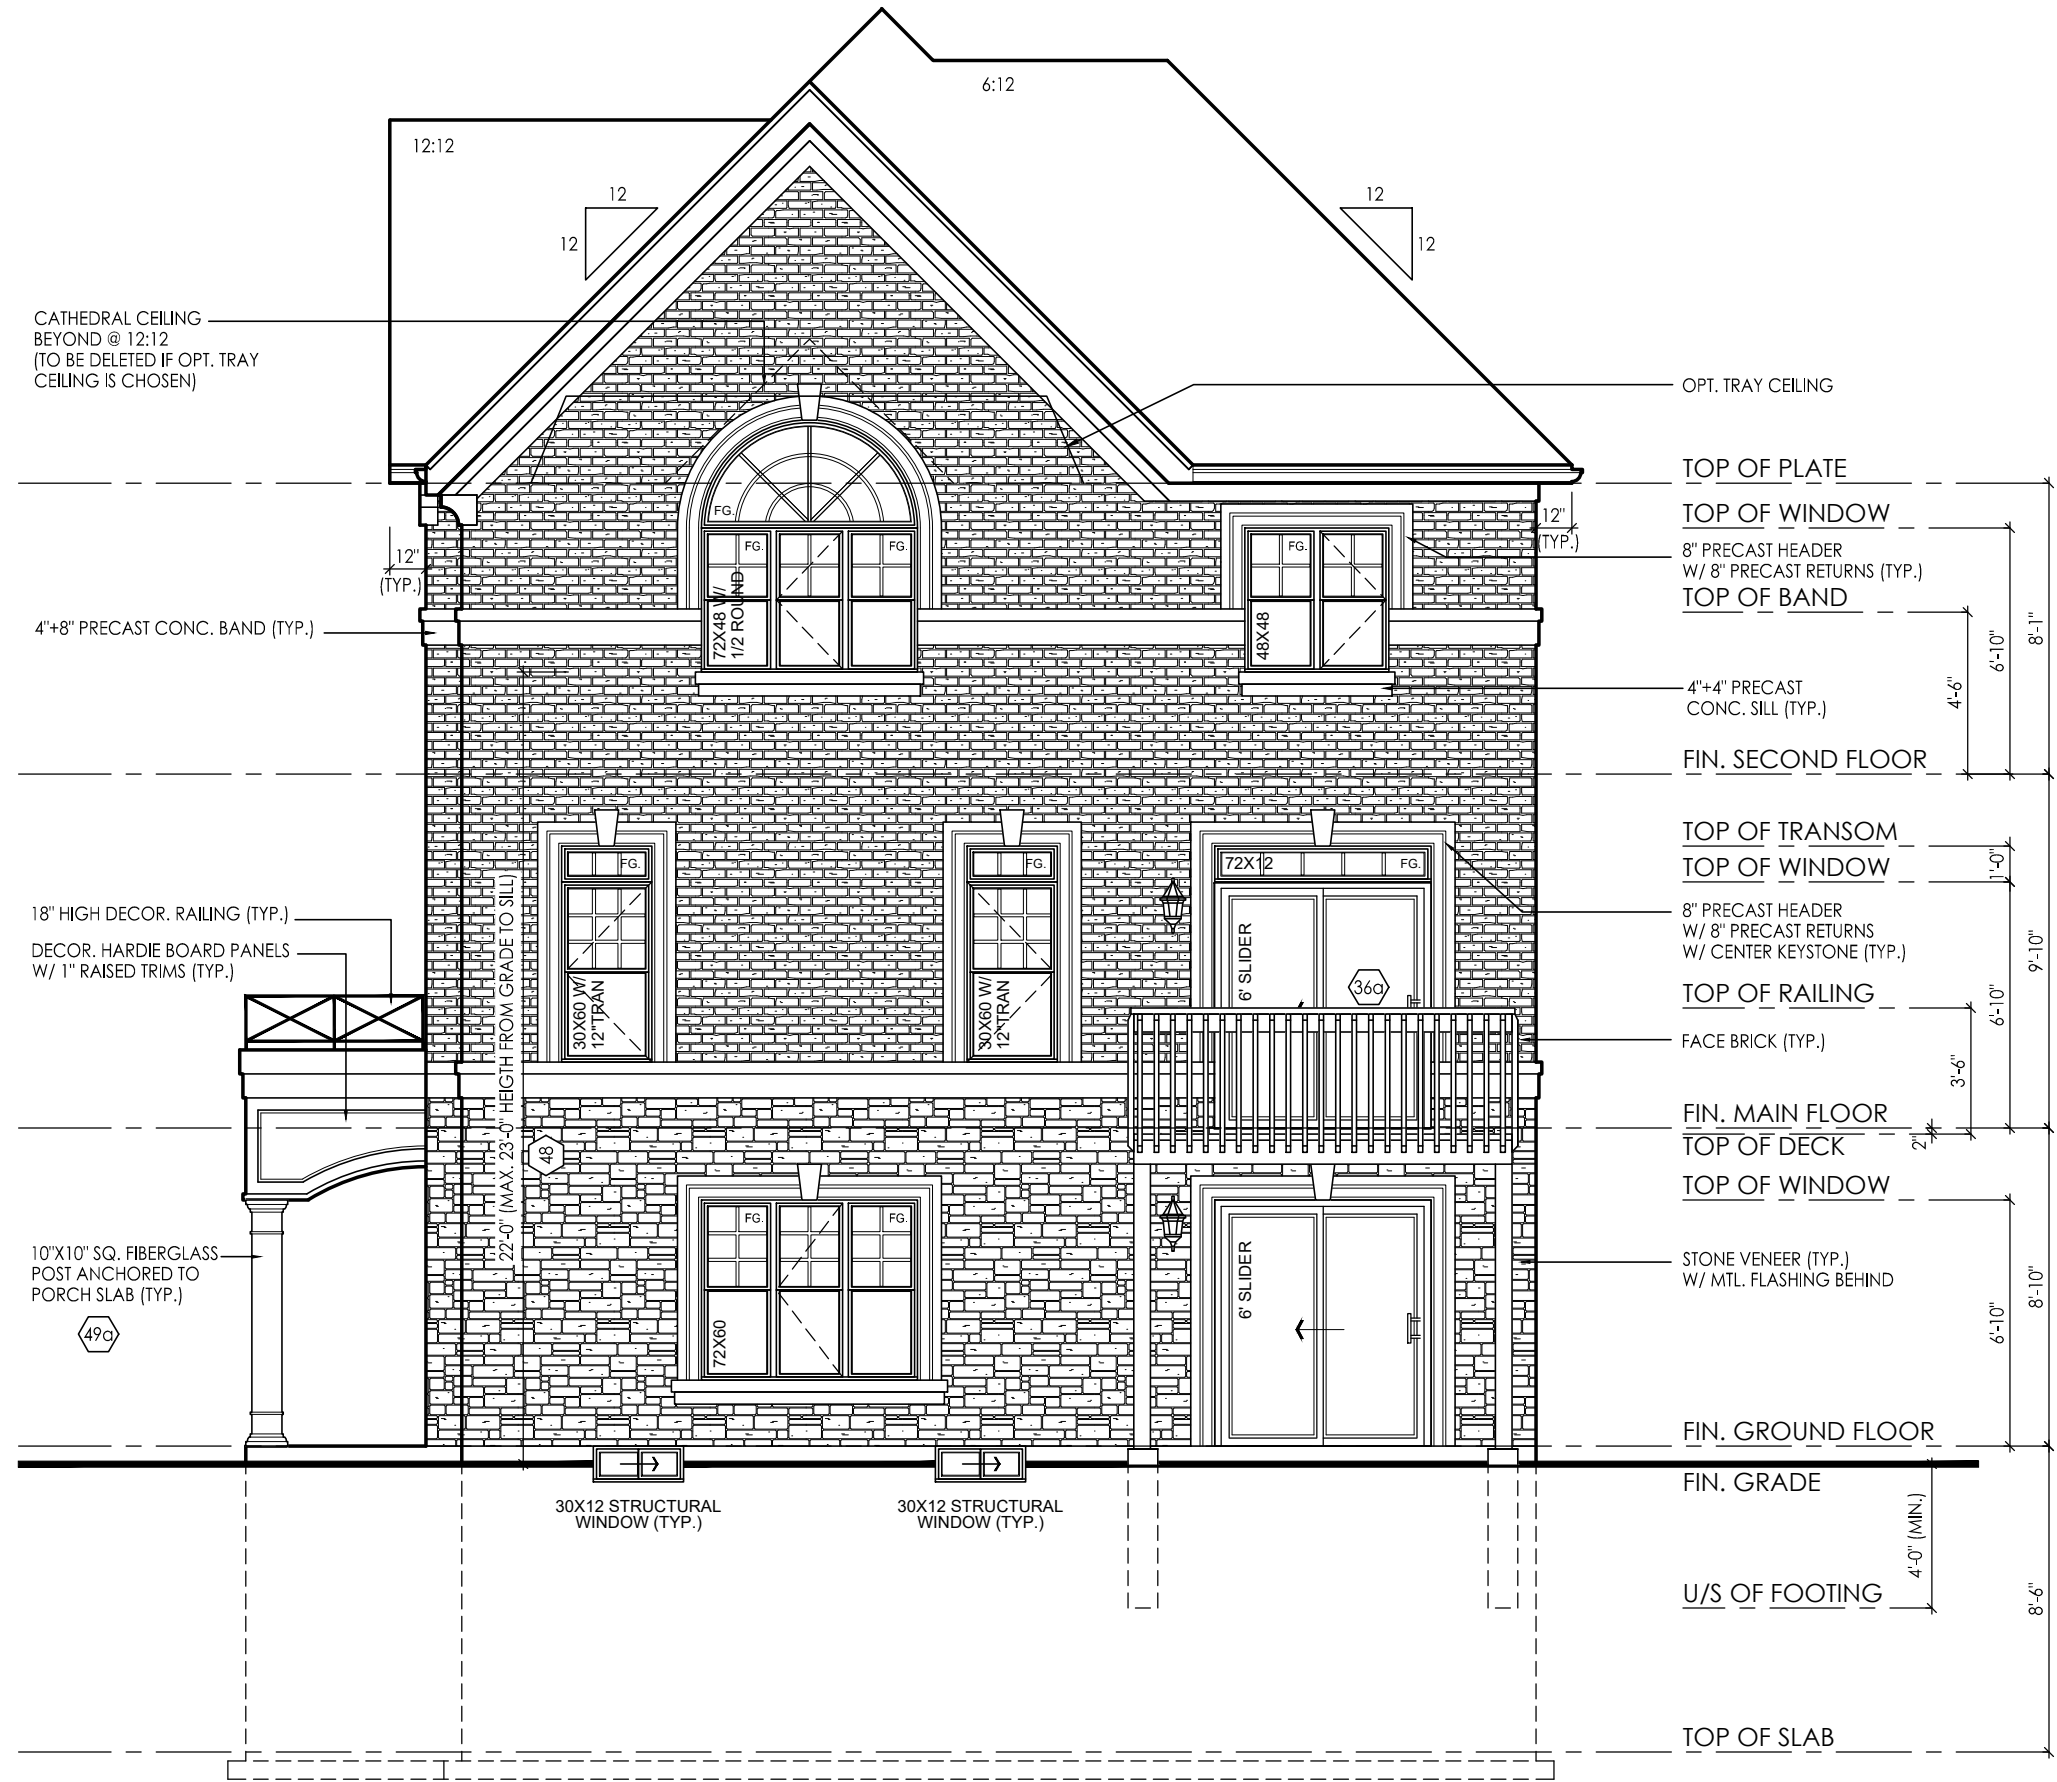 6:12
12:12
12
12
12
12
CATHEDRAL CEILING
BEYOND @ 12:12
(TO BE DELETED IF OPT. TRAY
CEILING IS CHOSEN)
OPT. TRAY CEILING
TOP OF PLATE
TOP OF WINDOW
12"
(TYP.)
12"
(TYP.)
8" PRECAST HEADER
W/ 8" PRECAST RETURNS (TYP.)
TOP OF BAND
FG.
FG.
FG.
FG.
72X48 W/
1/2 ROUND
48X48
4"+8" PRECAST CONC. BAND (TYP.)
4"+4" PRECAST
CONC. SILL (TYP.)
4'-6"
6'-10"
8'-1"
FIN. SECOND FLOOR
TOP OF TRANSOM
TOP OF WINDOW
1'-0"
FG.
FG.
72X12
FG.
8" PRECAST HEADER
W/ 8" PRECAST RETURNS
W/ CENTER KEYSTONE (TYP.)
18" HIGH DECOR. RAILING (TYP.)
DECOR. HARDIE BOARD PANELS
W/ 1" RAISED TRIMS (TYP.)
22'-0" (MAX. 23'-0" HEIGTH FROM GRADE TO SILL)
48
30X60 W/
12"TRAN
30X60 W/
12"TRAN
6' SLIDER
36a
TOP OF RAILING
FACE BRICK (TYP.)
3'-6"
6'-10"
9'-10"
FIN. MAIN FLOOR
TOP OF DECK
2"
TOP OF WINDOW
10"X10" SQ. FIBERGLASS
POST ANCHORED TO
PORCH SLAB (TYP.)
49a
FG.
FG.
72X60
6' SLIDER
STONE VENEER (TYP.)
W/ MTL. FLASHING BEHIND
6'-10"
8'-10"
FIN. GROUND FLOOR
FIN. GRADE
30X12 STRUCTURAL
WINDOW (TYP.)
30X12 STRUCTURAL
WINDOW (TYP.)
4'-0" (MIN.)
U/S OF FOOTING
8'-6"
TOP OF SLAB